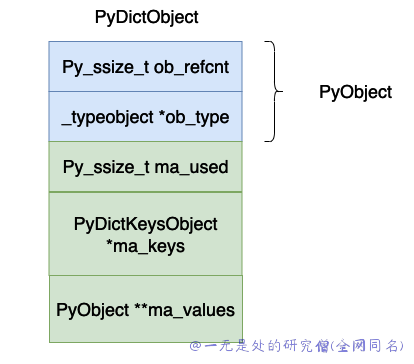 PyDictObject
Py_ssize_t ob_refcnt
_typeobject *ob_type
PyObject
Py_ssize_t ma_used
PyDictKeysObject
*ma_keys
PyObject **ma_values
@一无是处的研究僧(全网同名)